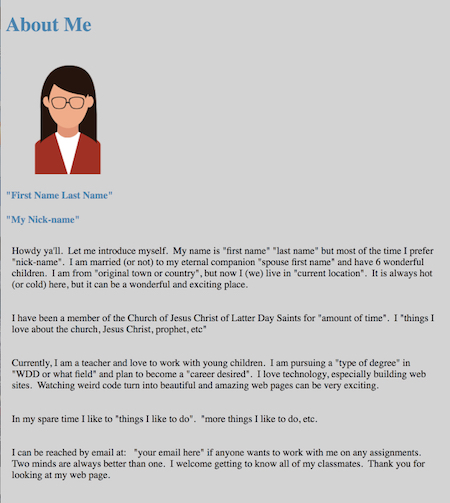 About Me
"First Name Last Name"
"My Nick-name"
Howdy ya'll.  Let me introduce myself.  My name is "first name" "last name" but most of the time I prefer
"nick-name".  I am married (or not) to my eternal companion "spouse first name" and have 6 wonderful
children.  I am from "original town or country", but now I (we) live in "current location".  It is always hot
(or cold) here, but it can be a wonderful and exciting place.
I have been a member of the Church of Jesus Christ of Latter Day Saints for "amount of time".  I "things I
love about the church, Jesus Christ, prophet, etc"
Currently, I am a teacher and love to work with young children.  I am pursuing a "type of degree" in
"WDD or what field" and plan to become a "career desired".  I love technology, especially building web
sites.  Watching weird code turn into beautiful and amazing web pages can be very exciting.
In my spare time I like to "things I like to do".  "more things I like to do, etc.
I can be reached by email at:   "your email here" if anyone wants to work with me on any assignments.
Two minds are always better than one.  I welcome getting to know all of my classmates.  Thank you for
looking at my web page.